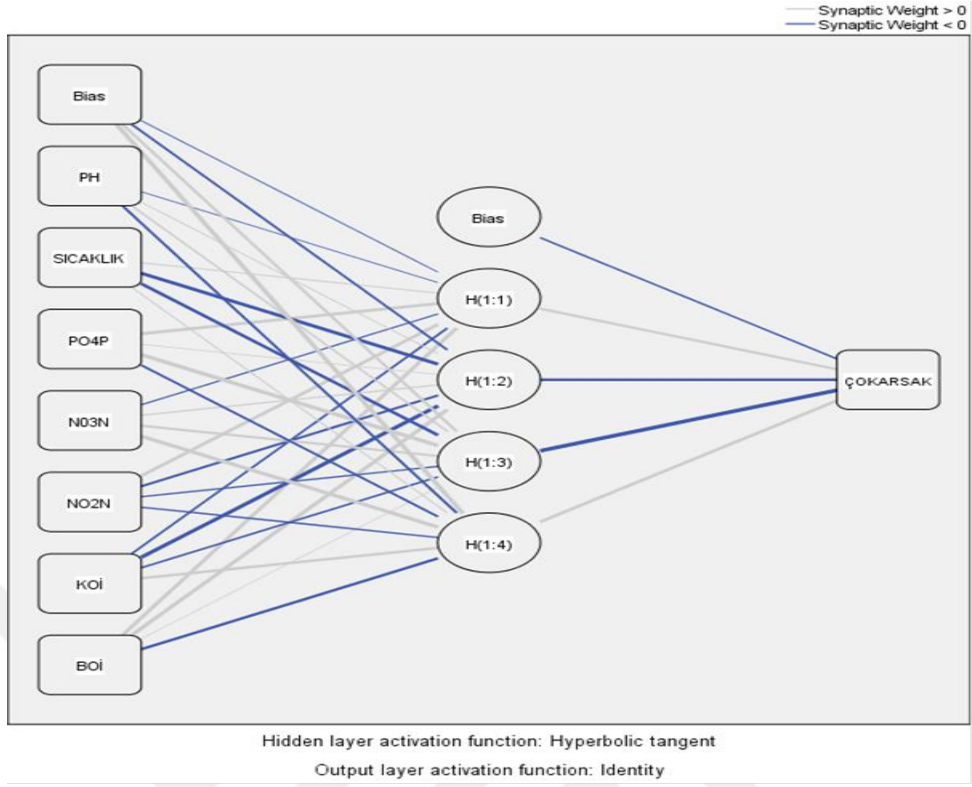 Synaptic Weight > 0
Synaptic Weight < 0
Bias
PH
SICAKLIK
PO4P
N03N
NO2N
KOİ
BOİ
Bias
H(1:1)
H(1:2)
H(1:3)
H(1:4)
ÇOKARSAK
Hidden layer activation function: Hyperbolic tangent
Output layer activation function: Identity